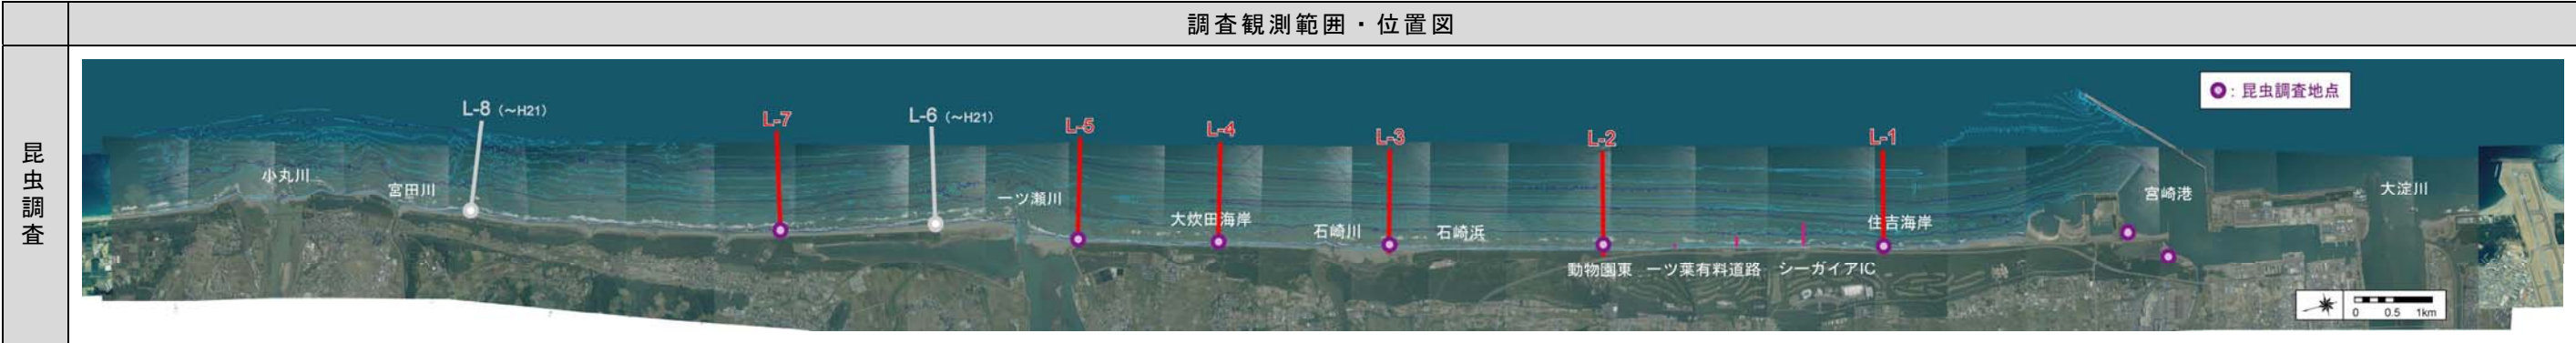 調査観測範囲・位置図
昆虫調査
L-8（～H21）
L-7
L-6（～H21）
L-5
L-4
L-3
L-2
L-1
：昆虫調査地点
小丸川
宮田川
一ツ瀬川
大炊田海岸
石崎川
石崎浜
住吉海岸
宮崎港
大淀川
動物園東
一ツ葉有料道路
シーガイアIC
0 0.5 1km